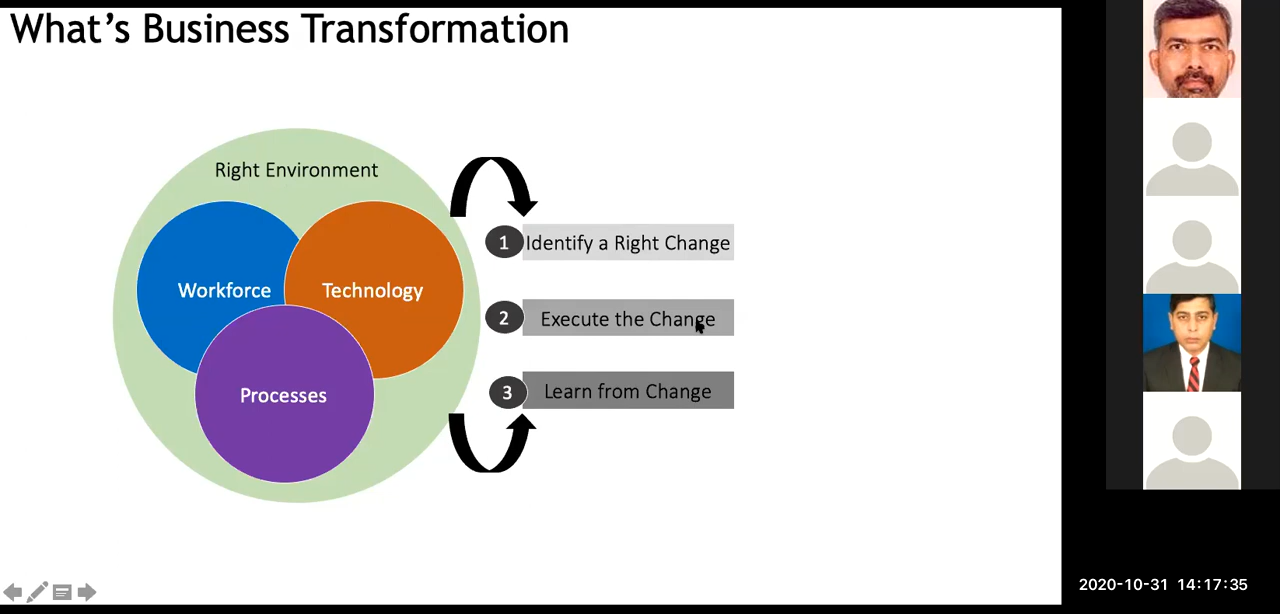 What's Business Transformation
Right Environment
Workforce
Technology
Processes
1 Identify a Right Change
2 Execute the Change
3 Learn from Change
2020-10-31 14:17:35